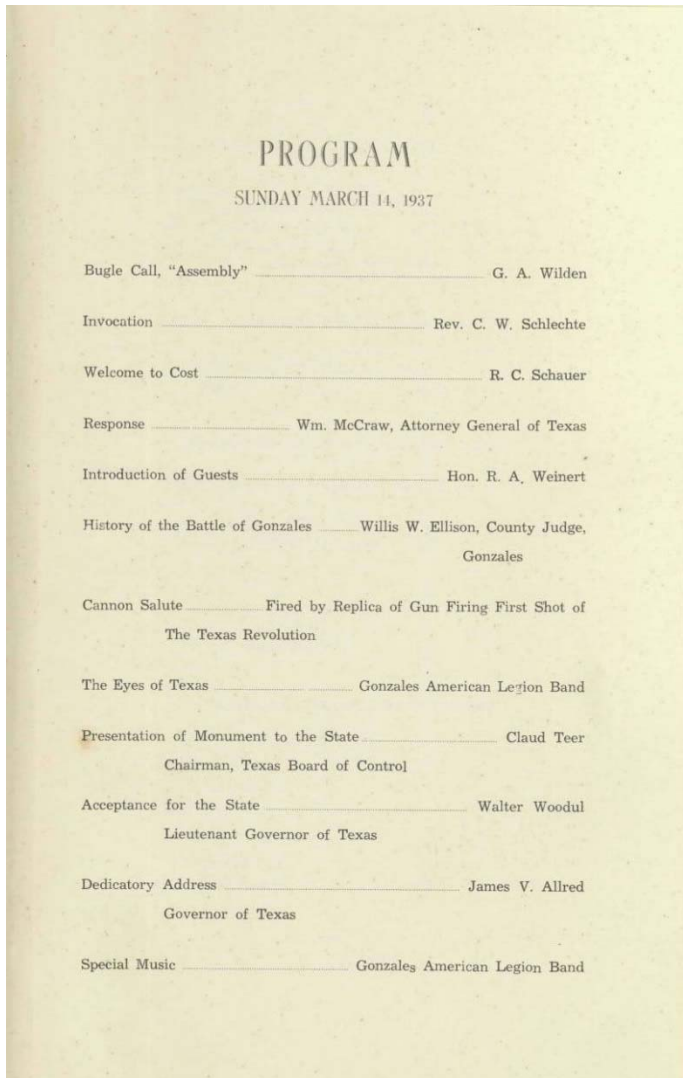 PROGRAM
SUNDAY MARCH 14, 1937
Bugle Call, “Assembly” G. A. Wilden
Invocation Rev. C. W. Schlechte
Welcome to Cost R. C. Schauer
Response Wm. McCraw, Attorney General of Texas
Introduction of Guests Hon. R. A. Weinert
History of the Battle of Gonzales Willis W. Ellison, County Judge,
Gonzales
Cannon Salute Fired by Replica of Gun Firing First Shot of
The Texas Revolution
The Eyes of Texas Gonzales American Legion Band
Presentation of Monument to the State Claud Teer
Chairman, Texas Board of Control
Acceptance for the State Walter Woodul
Lieutenant Governor of Texas
Dedicatory Address James V. Allred
Governor of Texas
Special Music Gonzales American Legion Band